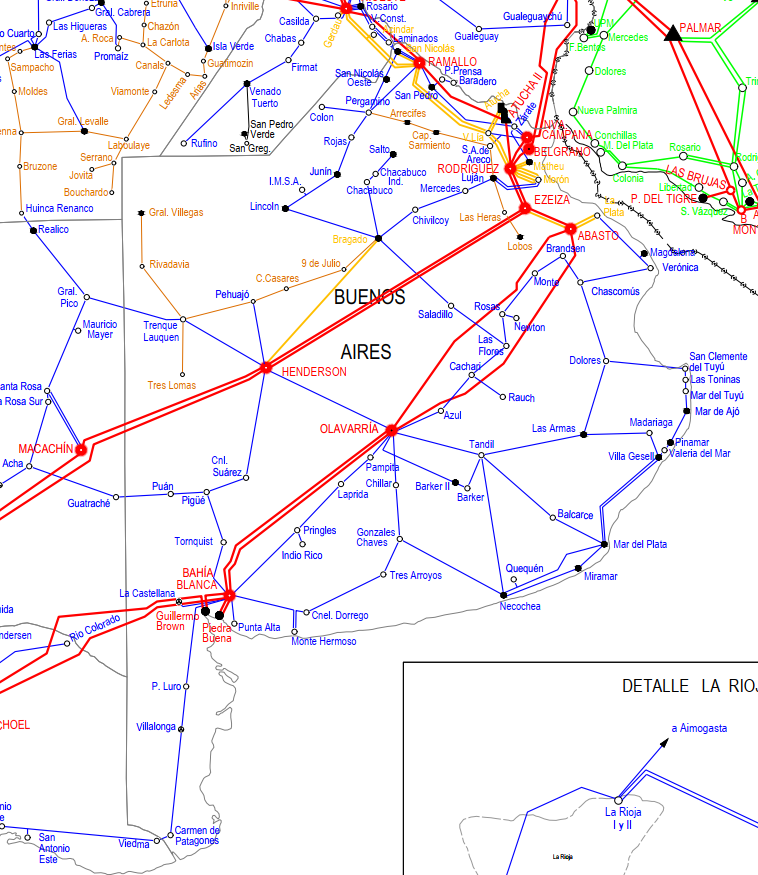 Etruria
Inriville
Gral. Cabrera
Rosario
Casilda
V.Const.
Gualeguaychú
UPM
Las Higueras
Chazón
Gualeguay
Mercedes
PALMAR
A. Roca
La Carlota
Isla Verde
Chabas
Laminados
F.Bentos
Las Ferias
Promaiz
San Nicolás
Sampacho
Canals
Guatimozin
Firmat
San Nicolás
Oeste
RAMALLO
P.Prensa
Baradero
Dolores
Moldes
Viamonte
Ledesma
Arias
Venado
Tuerto
Pergamino
San Pedro
ATUCHA II
Zárate
Nueva Palmira
Colon
Arrecifes
Gral. Levalle
San Pedro
Verde
Rojas
Cap.
Sarmiento
V.Lía
NVA
CAMPANA
Conchillas
Laboulaye
Rufino
San Greg.
Salto
S.A.de
Areco
BELGRANO
M. Del Plata
Rosario
Bruzone
Serrano
Jovita
Junín
Chacabuco
Ind.
RODRIGUEZ
Matheu
Colonia
LAS BRUJAS
Bouchardo
I.M.S.A.
Chacabuco
Mercedes
Luján
Morón
Libertad
Huinca Renanco
Gral. Villegas
Lincoln
Chivilcoy
Las Heras
EZEIZA
La
Plata
P. DEL TIGRE
S. Vázquez
B
Realico
Bragado
Lobos
ABASTO
MON
Rivadavia
9 de Julio
Brandsen
Magdalena
C.Casares
Monte
Verónica
Gral.
Pico
Pehuajó
BUENOS
Chascomús
Mauricio
Mayer
Trenque
Lauquen
Saladillo
Rosas
Newton
AIRES
Las
Flores
Tres Lomas
HENDERSON
Cachari
Dolores
San Clemente
del Tuyú
Las Toninas
anta Rosa
a Rosa Sur
Rauch
Mar del Tuyú
Azul
Mar de Ajó
OLAVARRÍA
Las Armas
Madariaga
MACACHÍN
Tandil
Pinamar
Valeria del Mar
Acha
Cnl.
Suárez
Pampita
Villa Gesell
Chillar
Barker II
Barker
Puán
Pigüé
Laprida
Guatraché
Balcarce
Pringles
Gonzales
Chaves
Tornquist
Indio Rico
Mar del Plata
BAHÍA
BLANCA
Tres Arroyos
Quequén
Miramar
La Castellana
Necochea
uida
Guillermo
Brown
Piedra
Buena
Cnel. Dorrego
Punta Alta
ndersen
Rio Colorado
Monte Hermoso
P. Luro
DETALLE LA RIOJ
CHOEL
Villalonga
a Aimogasta
nio
e
La Rioja
I y II
San
Antonio
Este
Viedma
Carmen de
Patagones
La Rioja